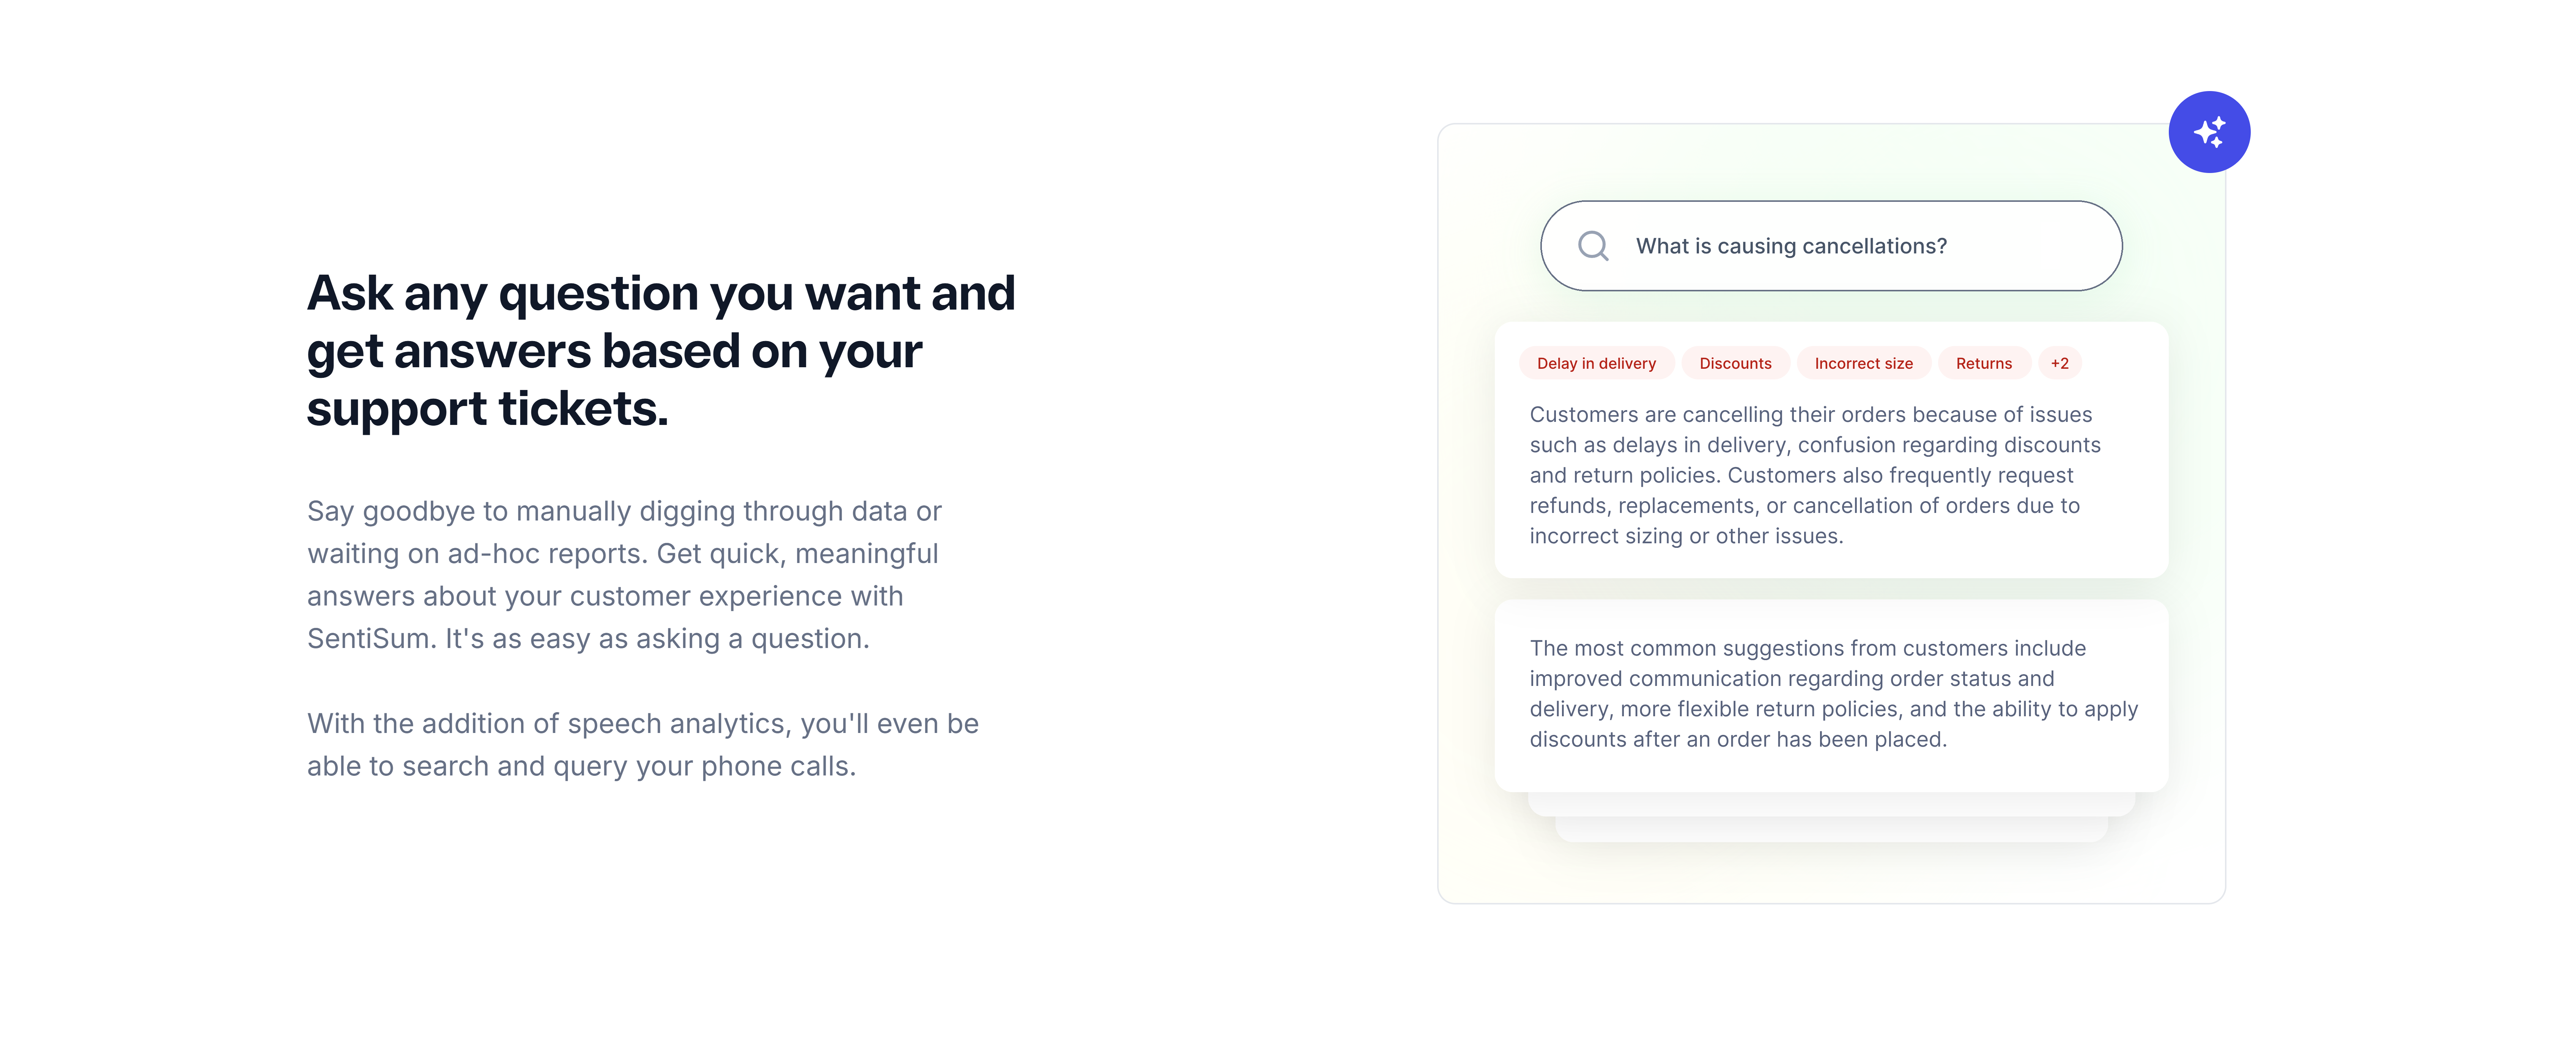 Ask any question you want and
get answers based on your
support tickets.
Say goodbye to manually digging through data or
waiting on ad-hoc reports. Get quick, meaningful
answers about your customer experience with
SentiSum. It's as easy as asking a question.
With the addition of speech analytics, you'll even be
able to search and query your phone calls.
What is causing cancellations?
Delay in delivery Discounts Incorrect size Returns +2
Customers are cancelling their orders because of issues
such as delays in delivery, confusion regarding discounts
and return policies. Customers also frequently request
refunds, replacements, or cancellation of orders due to
incorrect sizing or other issues.
The most common suggestions from customers include
improved communication regarding order status and
delivery, more flexible return policies, and the ability to apply
discounts after an order has been placed.